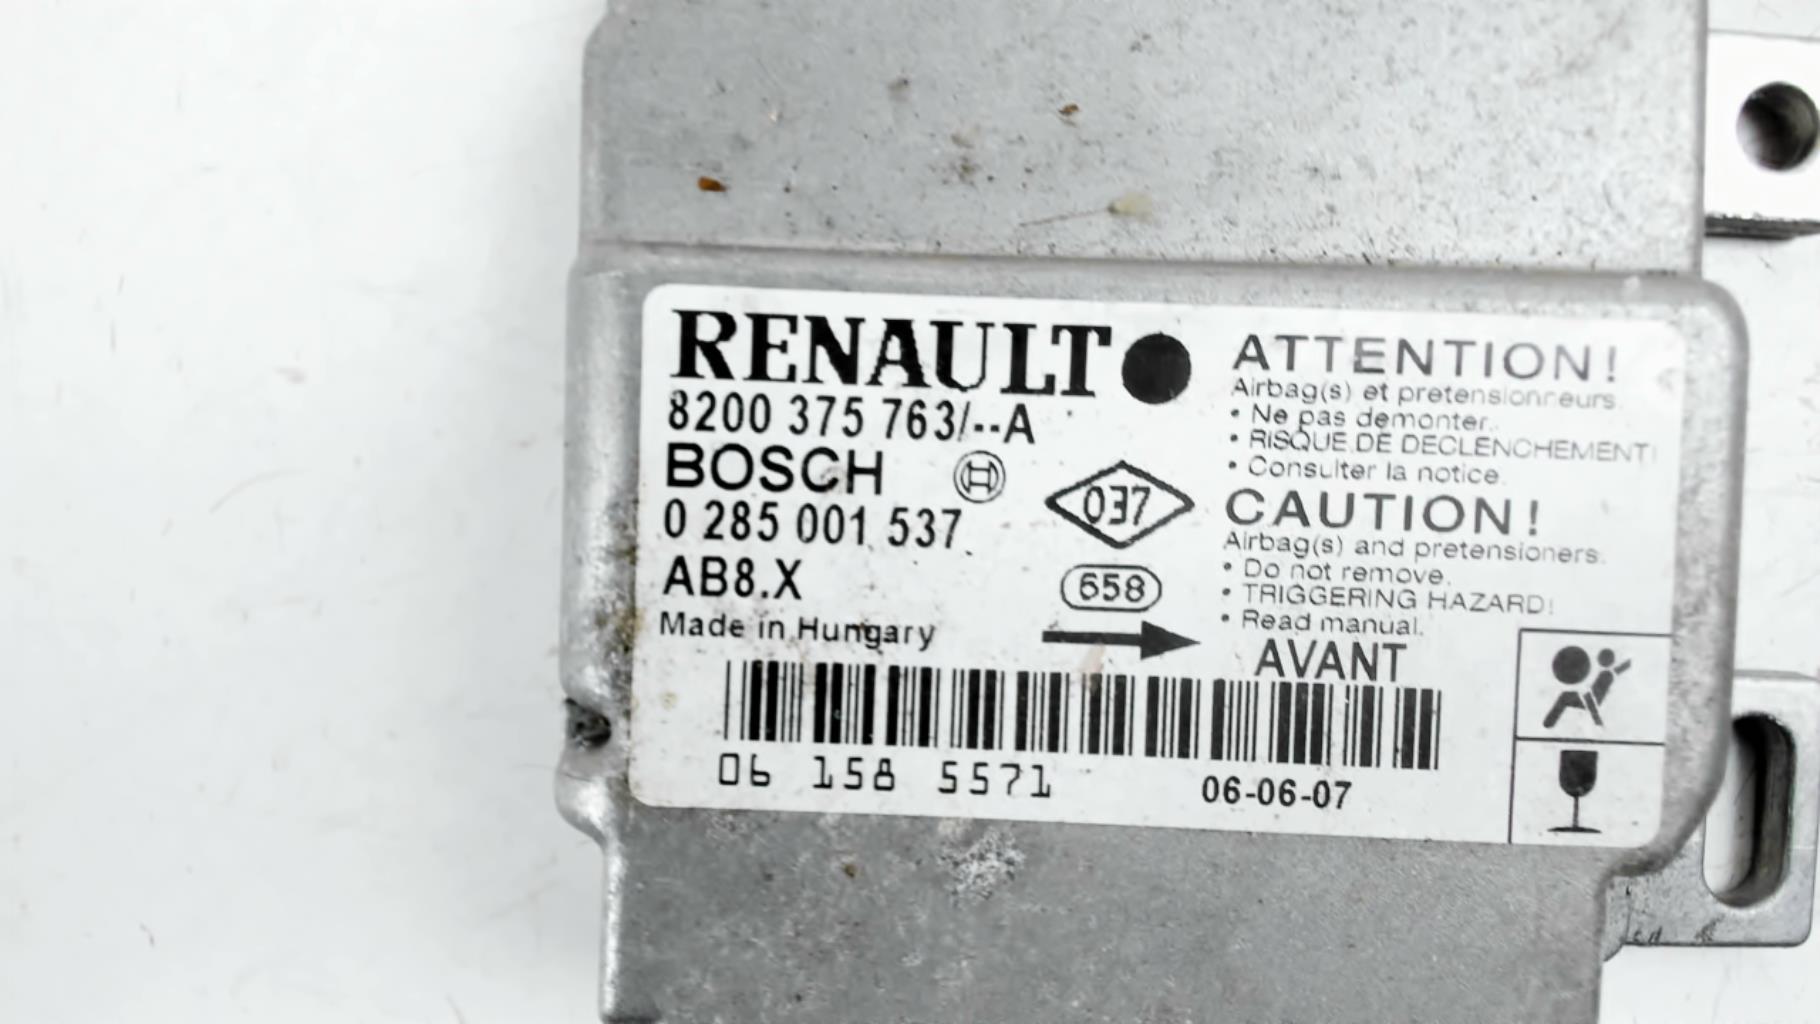 RENAULT
8200 375 763/--A
BOSCH
0 285 001 537
AB8.X
Made in Hungary
037
658
ATTENTION!
Airbag(s) et pretensionneurs.
• Ne pas demonter.
• RISQUE DE DECLENCHEMENT!
• Consulter la notice.
CAUTION!
Airbag(s) and pretensioners.
• Do not remove.
• TRIGGERING HAZARD!
• Read manual.
AVANT
06 158 5571
06-06-07